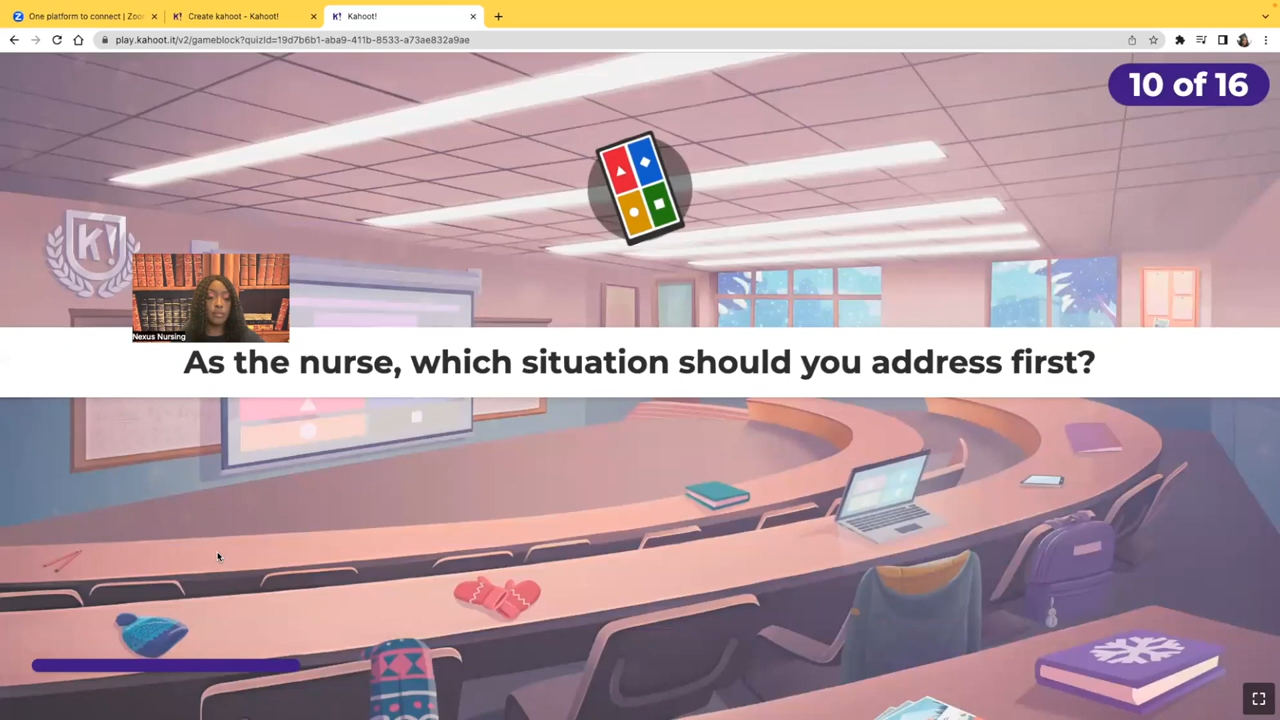 One platform to connect | Zoo
Create kahoot - Kahoot!
Kahoot!
play.kahoot.it/v2/gameblock?quizId=19d7b6b1-aba9-411b-8533-a73ae832a9ae
10 of 16
K!
Nexus Nursing
As the nurse, which situation should you address first?